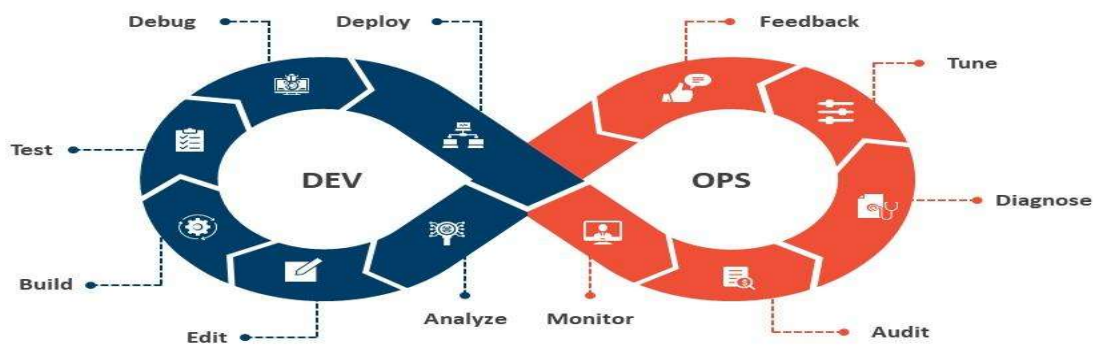 Debug
Deploy
Feedback
Tune
Test
DEV
OPS
Diagnose
Build
Edit
Analyze
Monitor
Audit